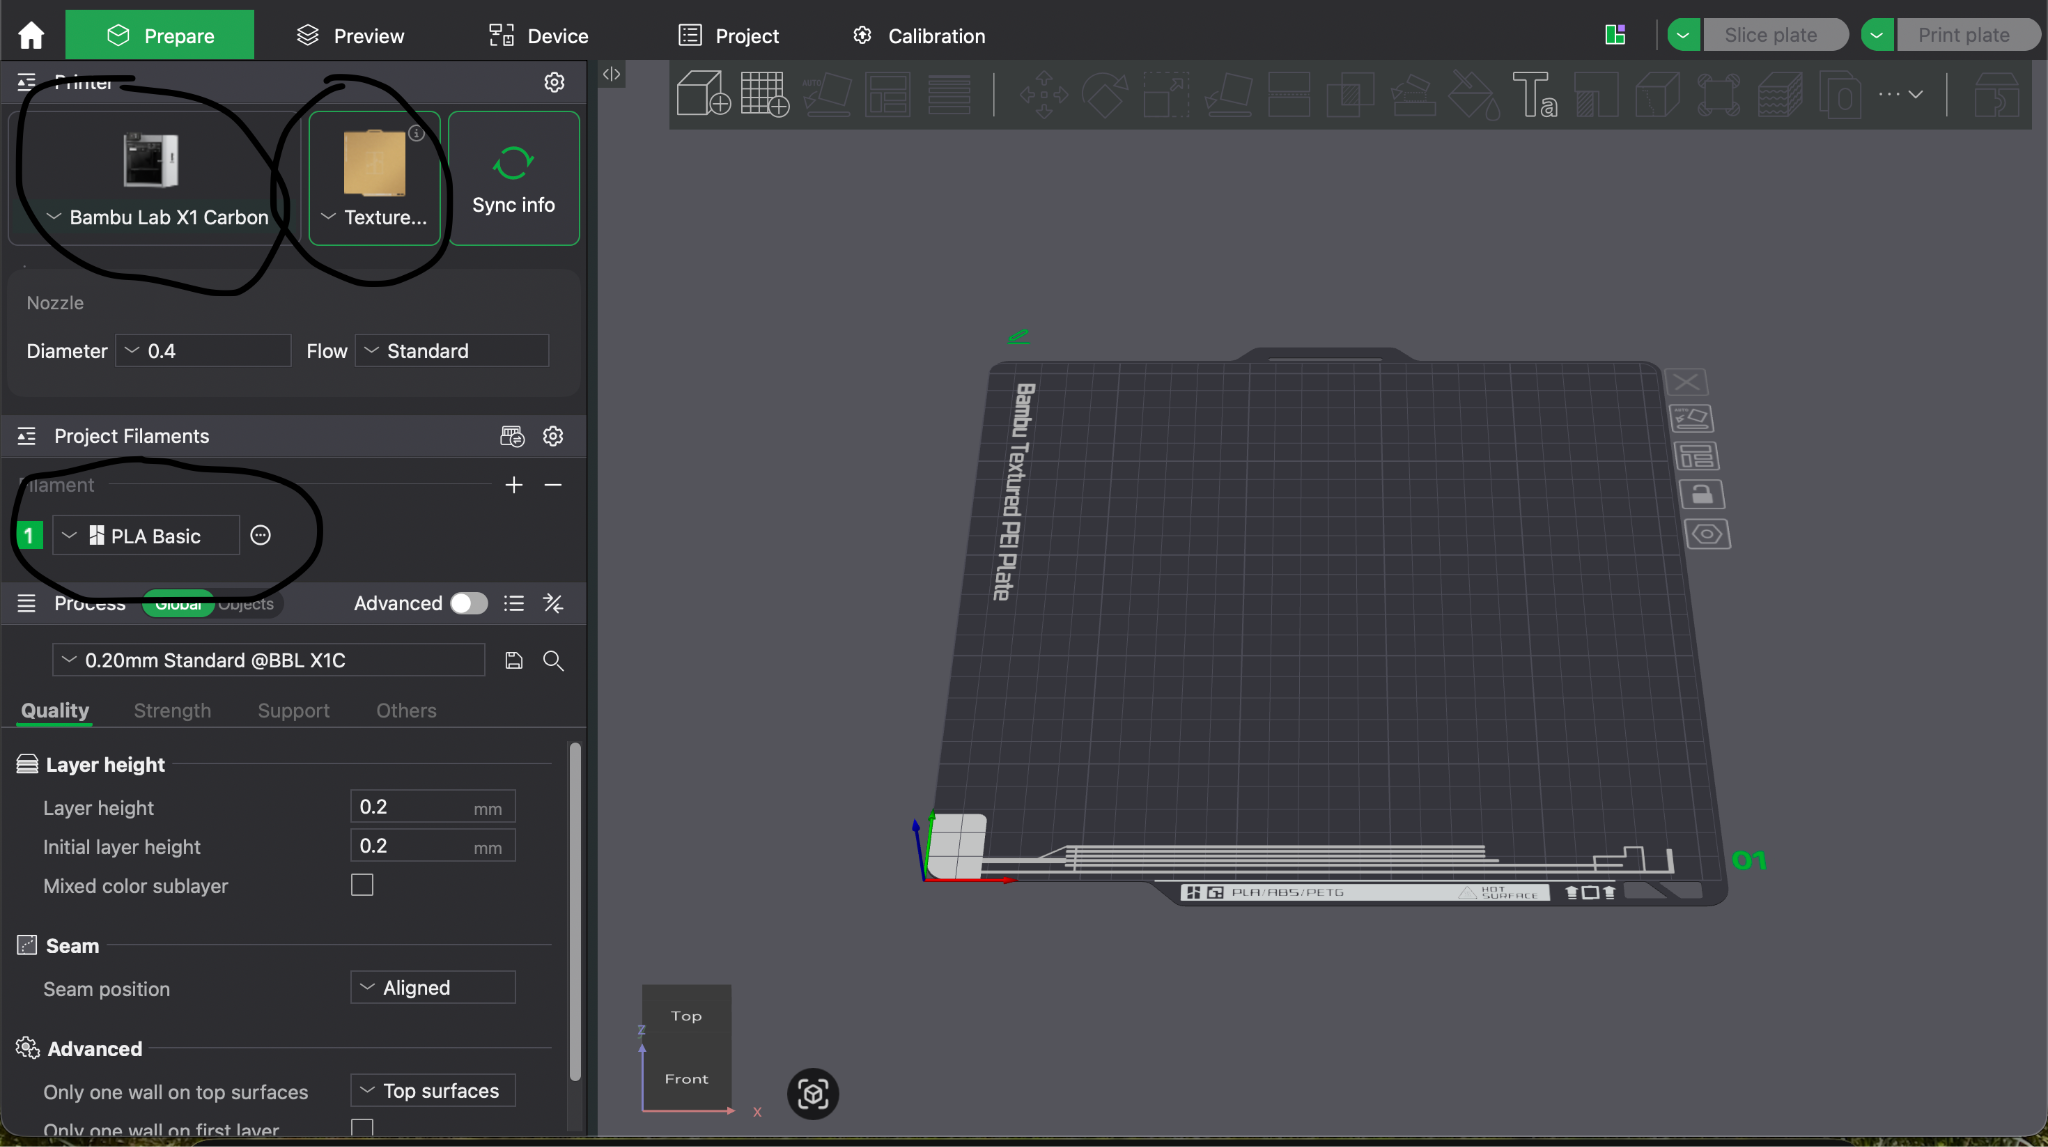 Prepare Preview Device Project Calibration Slice plate Print plate
Printer
Bambu Lab X1 Carbon Texture... Sync info
Nozzle
Diameter 0.4 Flow Standard
Project Filaments
Filament
1 PLA Basic
Process Global Objects Advanced
0.20mm Standard @BBL X1C
Quality Strength Support Others
Layer height
Layer height 0.2 mm
Initial layer height 0.2 mm
Mixed color sublayer
Seam
Seam position Aligned
Advanced
Only one wall on top surfaces Top surfaces
Only one wall on first layer
AUTO
Ta
Bambu Textured PEI Plate
01
PLA/ABS/PETG
HOT
SURFACE
Top
Front
Z
X